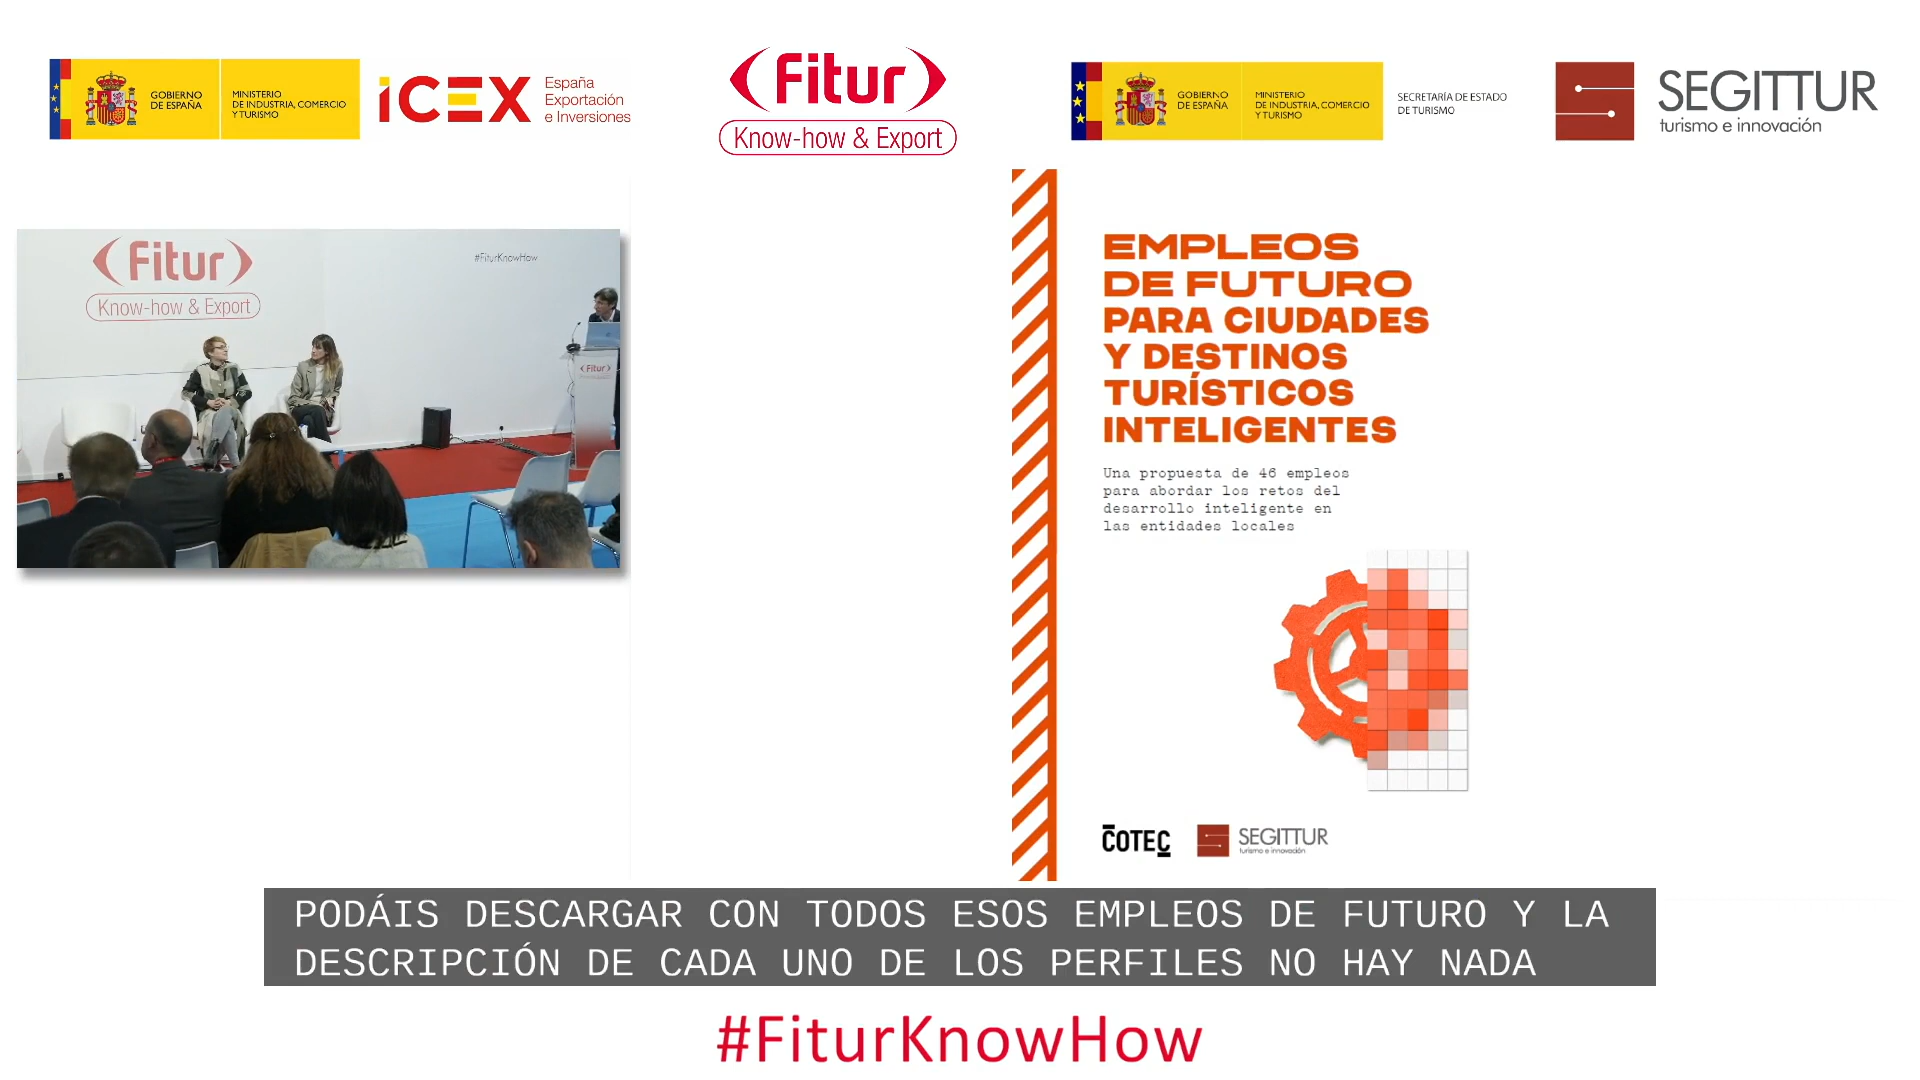 GOBIERNO
DE ESPAÑA
MINISTERIO
DE INDUSTRIA, COMERCIO
Y TURISMO
icex
España
Exportación
e Inversiones
Fitur
Know-how & Export
GOBIERNO
DE ESPAÑA
MINISTERIO
DE INDUSTRIA, COMERCIO
Y TURISMO
SECRETARÍA DE ESTADO
DE TURISMO
SEGITTUR
turismo e innovación
Fitur
Know-how & Export
#FiturKnowHow
Fitur
EMPLEOS
DE FUTURO
PARA CIUDADES
Y DESTINOS
TURÍSTICOS
INTELIGENTES
Una propuesta de 46 empleos
para abordar los retos del
desarrollo inteligente en
las entidades locales
COTEC
SEGITTUR
turismo e innovación
PODÁIS DESCARGAR CON TODOS ESOS EMPLEOS DE FUTURO Y LA
DESCRIPCIÓN DE CADA UNO DE LOS PERFILES NO HAY NADA
#FiturKnowHow